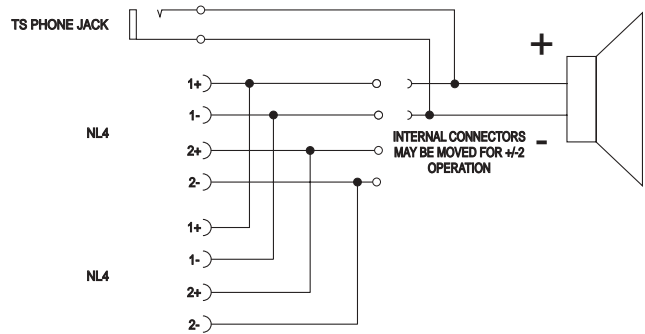 TS PHONE JACK
+
1+
1-
NL4
2+
2-
INTERNAL CONNECTORS
MAY BE MOVED FOR +/-2
OPERATION
-
1+
1-
NL4
2+
2-